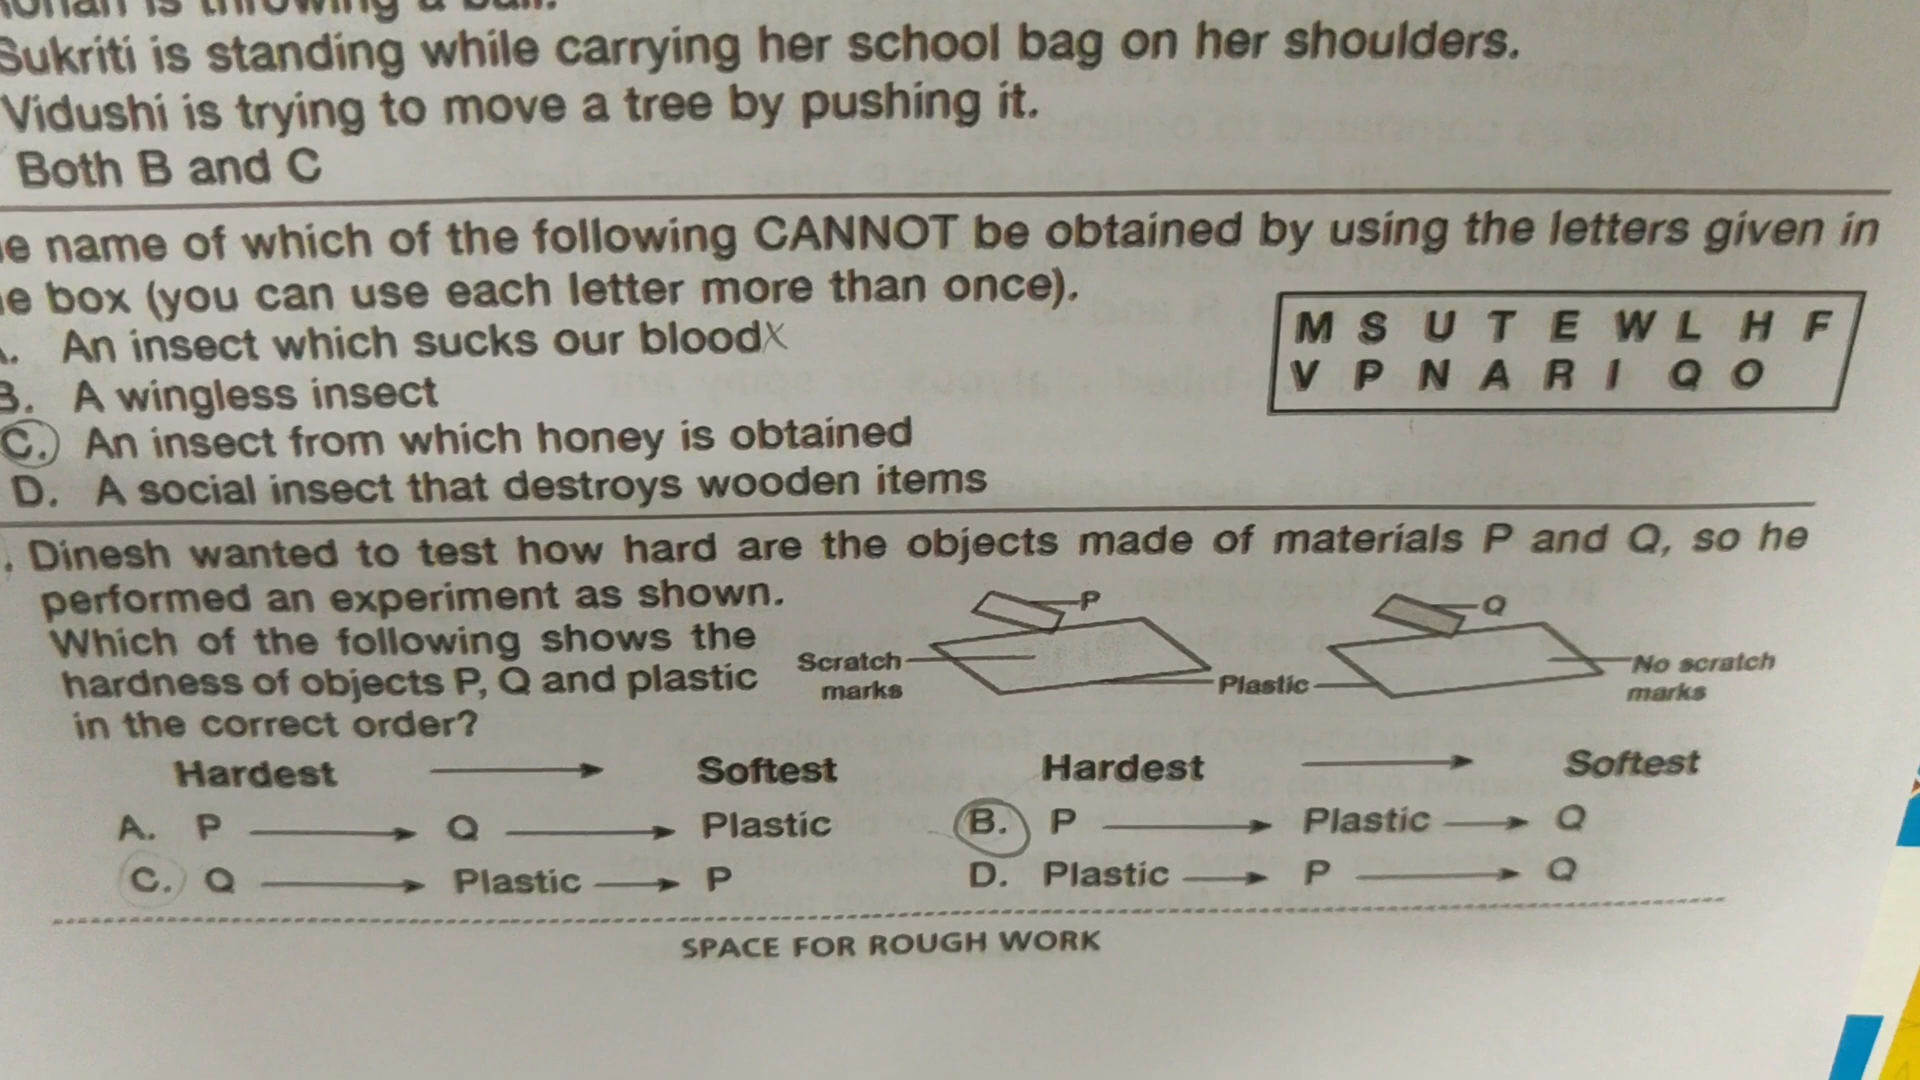 is throwing a ball.
Sukriti is standing while carrying her school bag on her shoulders.
Vidushi is trying to move a tree by pushing it.
Both B and C
name of which of the following CANNOT be obtained by using the letters given in
box (you can use each letter more than once).
M S U T E W L H F
V P N A R I Q O
An insect which sucks our blood X
B. A wingless insect
C. An insect from which honey is obtained
D. A social insect that destroys wooden items
Dinesh wanted to test how hard are the objects made of materials P and Q, so he
performed an experiment as shown.
Which of the following shows the
hardness of objects P, Q and plastic
in the correct order?
P
Scratch
marks
Plastic
Q
No scratch
marks
Hardest → Softest
A. P → Q → Plastic
C. Q → Plastic → P
Hardest → Softest
B. P → Plastic → Q
D. Plastic → P → Q
SPACE FOR ROUGH WORK